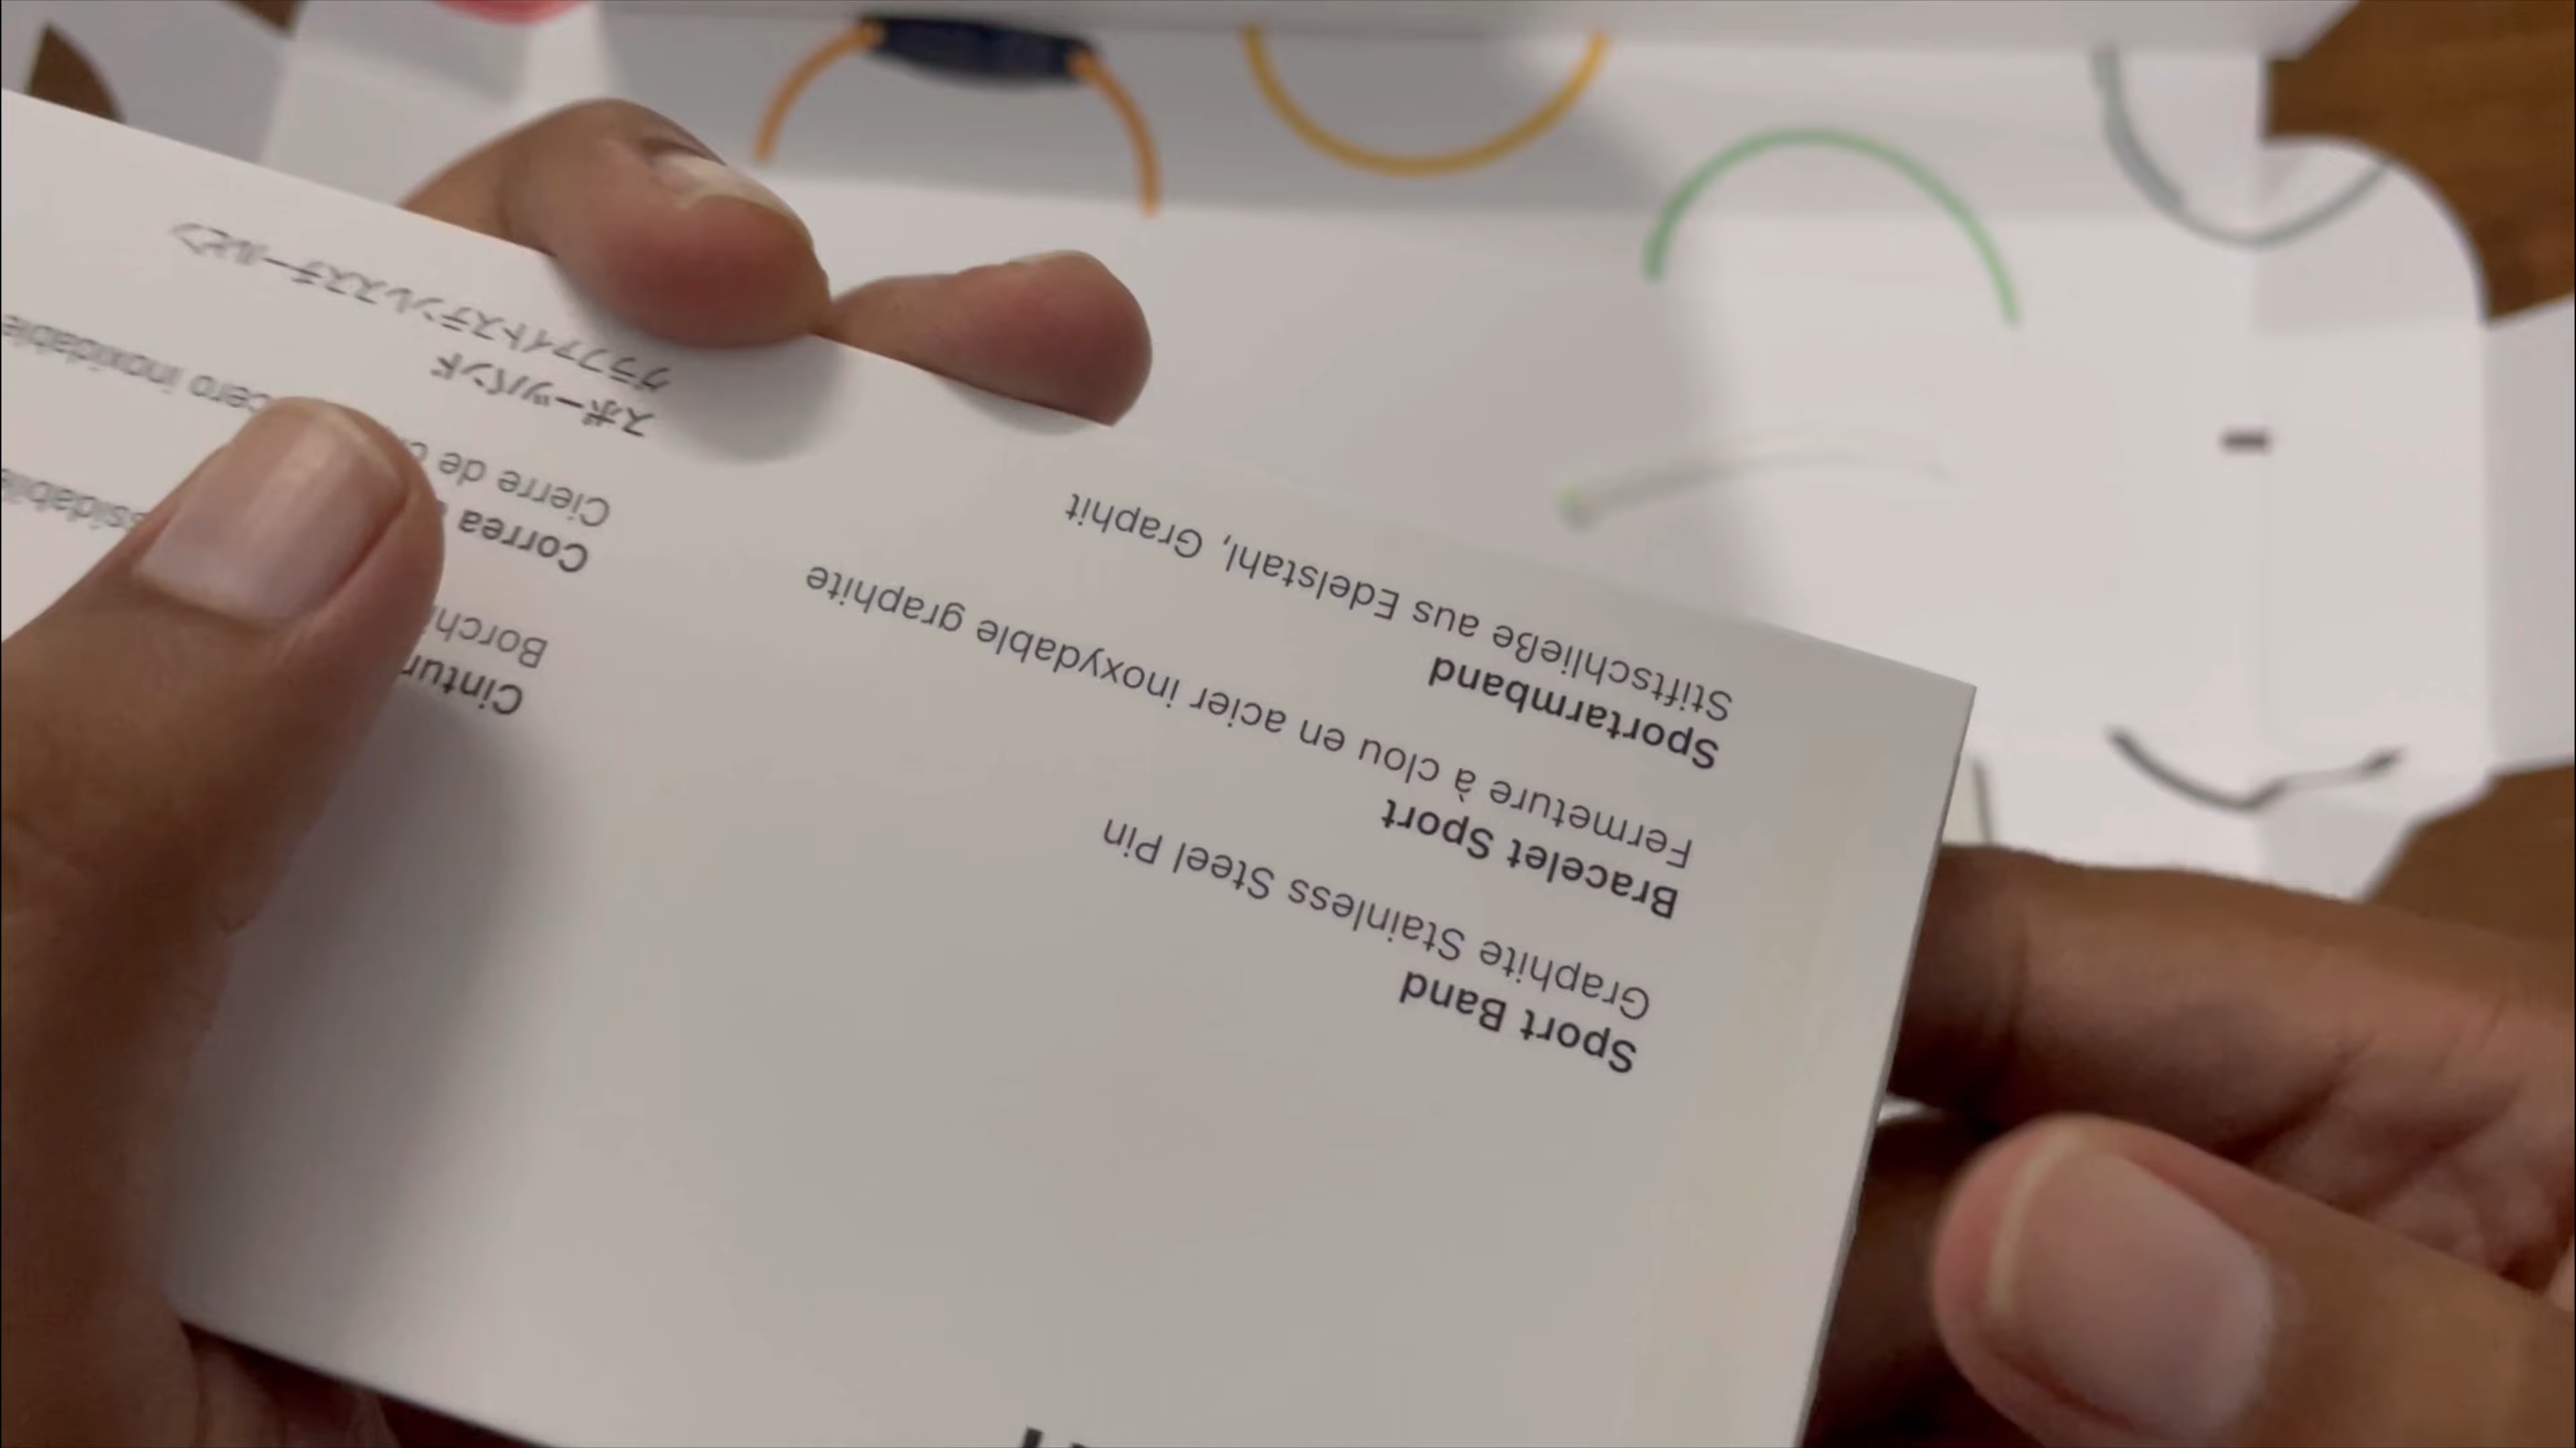 Sport Band
Graphite Stainless Steel Pin
Bracelet Sport
Fermeture à clou en acier inoxydable graphite
Sportarmband
Stiftschließe aus Edelstahl, Graphit
Correa
Cierre de inoxidable
スポーツバンド
グラファイトステンレススチールピン